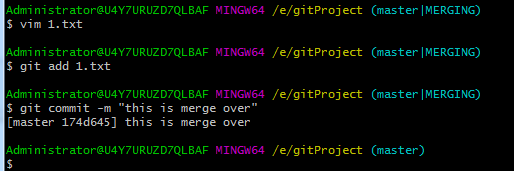 Administrator@U4Y7URUZD7QLBAF MINGW64 /e/gitProject (master|MERGING)
$ vim 1.txt
Administrator@U4Y7URUZD7QLBAF MINGW64 /e/gitProject (master|MERGING)
$ git add 1.txt
Administrator@U4Y7URUZD7QLBAF MINGW64 /e/gitProject (master|MERGING)
$ git commit -m "this is merge over"
[master 174d645] this is merge over
Administrator@U4Y7URUZD7QLBAF MINGW64 /e/gitProject (master)
$